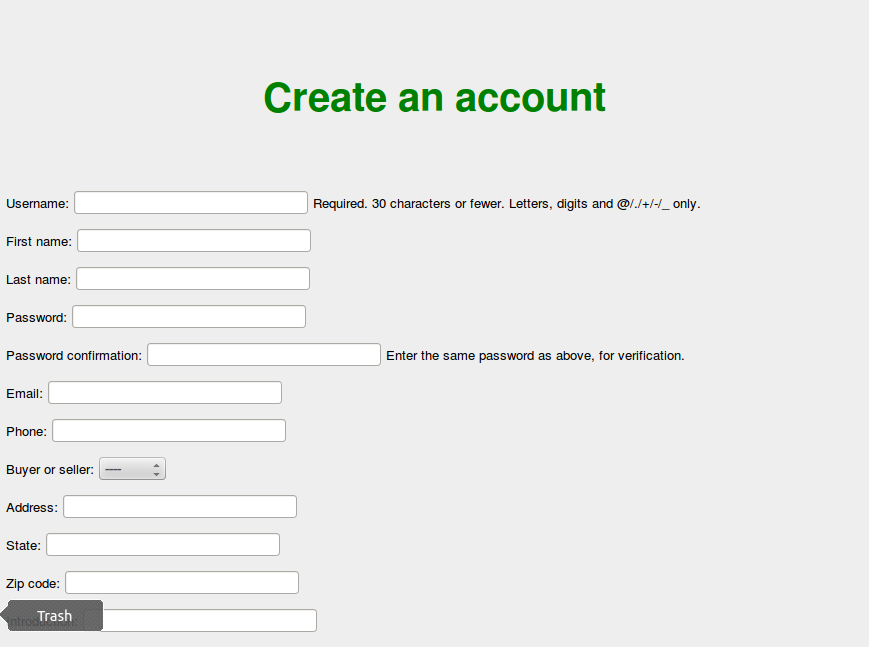 Create an account
Username: Required. 30 characters or fewer. Letters, digits and @/./+/-/_ only.
First name:
Last name:
Password:
Password confirmation: Enter the same password as above, for verification.
Email:
Phone:
Buyer or seller: ----
Address:
State:
Zip code:
Introduction:
Trash